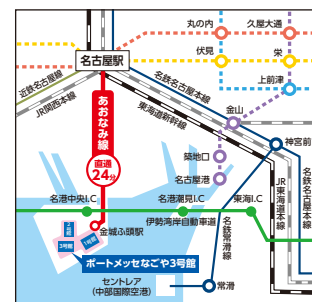 丸の内
久屋大通
伏見
栄
名古屋駅
上前津
近鉄名古屋線
JR関西本線
名鉄名古屋本線
東海道新幹線
金山
あおなみ線
直通
24分
神宮前
築地口
名古屋港
名港中央I.C
名港潮見I.C
東海I.C
伊勢湾岸自動車道
JR東海道本線
名鉄名古屋本線
名鉄常滑線
2号館
3号館
1号館
金城ふ頭駅
ポートメッセなごや3号館
セントレア
(中部国際空港)
常滑